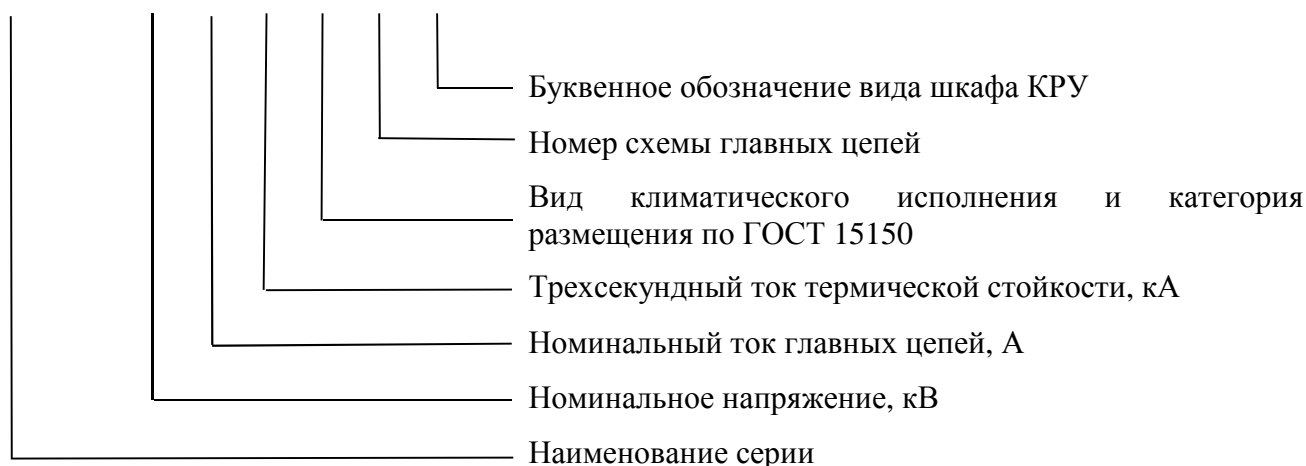 Буквенное обозначение вида шкафа КРУ
Номер схемы главных цепей
Вид климатического исполнения и категория
размещения по ГОСТ 15150
Трехсекундный ток термической стойкости, кА
Номинальный ток главных цепей, А
Номинальное напряжение, кВ
Наименование серии